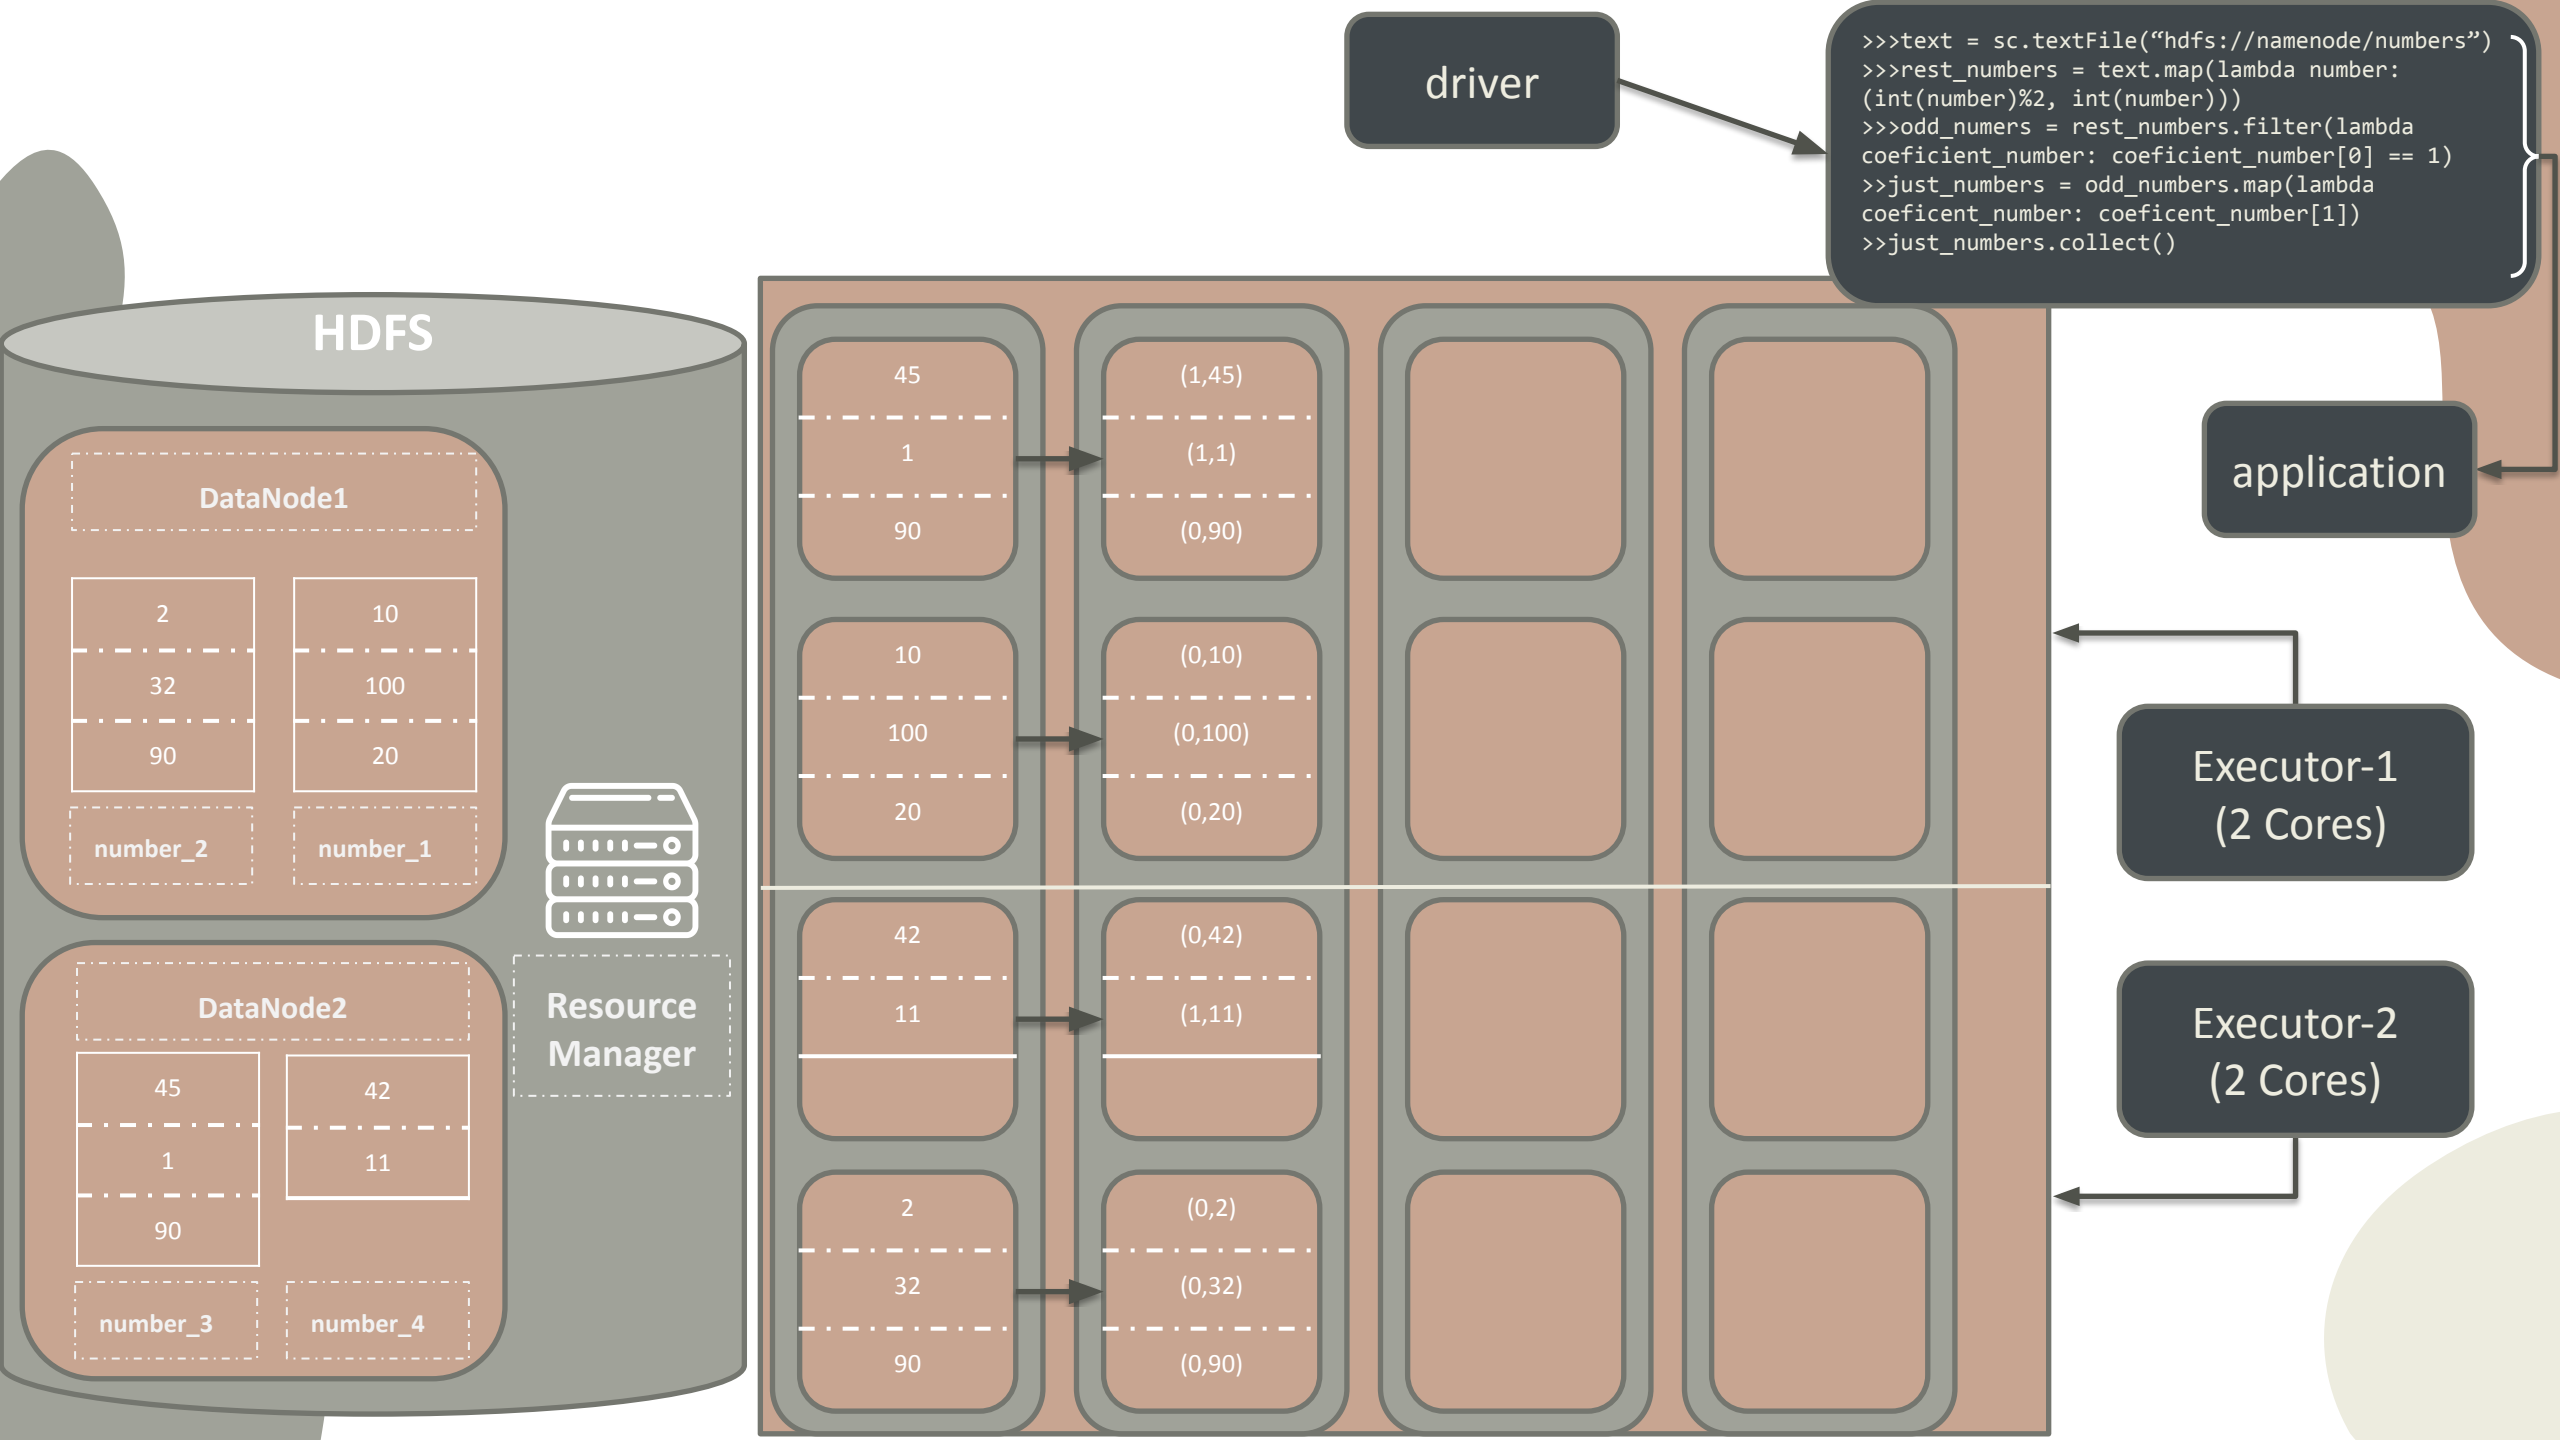 driver
>>>text = sc.textFile(“hdfs://namenode/numbers”)
>>>rest_numbers = text.map(lambda number:
(int(number)%2, int(number)))
>>>odd_numers = rest_numbers.filter(lambda
coeficient_number: coeficient_number[0] == 1)
>>just_numbers = odd_numbers.map(lambda
coeficent_number: coeficent_number[1])
>>just_numbers.collect()
HDFS
DataNode1
2
32
90
number_2
10
100
20
number_1
DataNode2
45
1
90
number_3
42
11
number_4
Resource
Manager
45
1
90
10
100
20
42
11
2
32
90
(1,45)
(1,1)
(0,90)
(0,10)
(0,100)
(0,20)
(0,42)
(1,11)
(0,2)
(0,32)
(0,90)
application
Executor-1
(2 Cores)
Executor-2
(2 Cores)